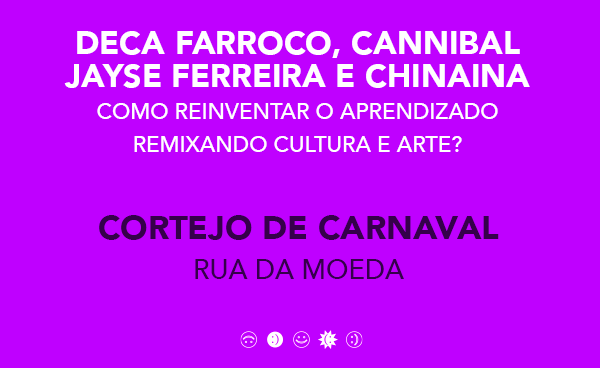 DECA FARROCO, CANNIBAL
JAYSE FERREIRA E CHINAINA
COMO REINVENTAR O APRENDIZADO
REMIXANDO CULTURA E ARTE?
CORTEJO DE CARNAVAL
RUA DA MOEDA